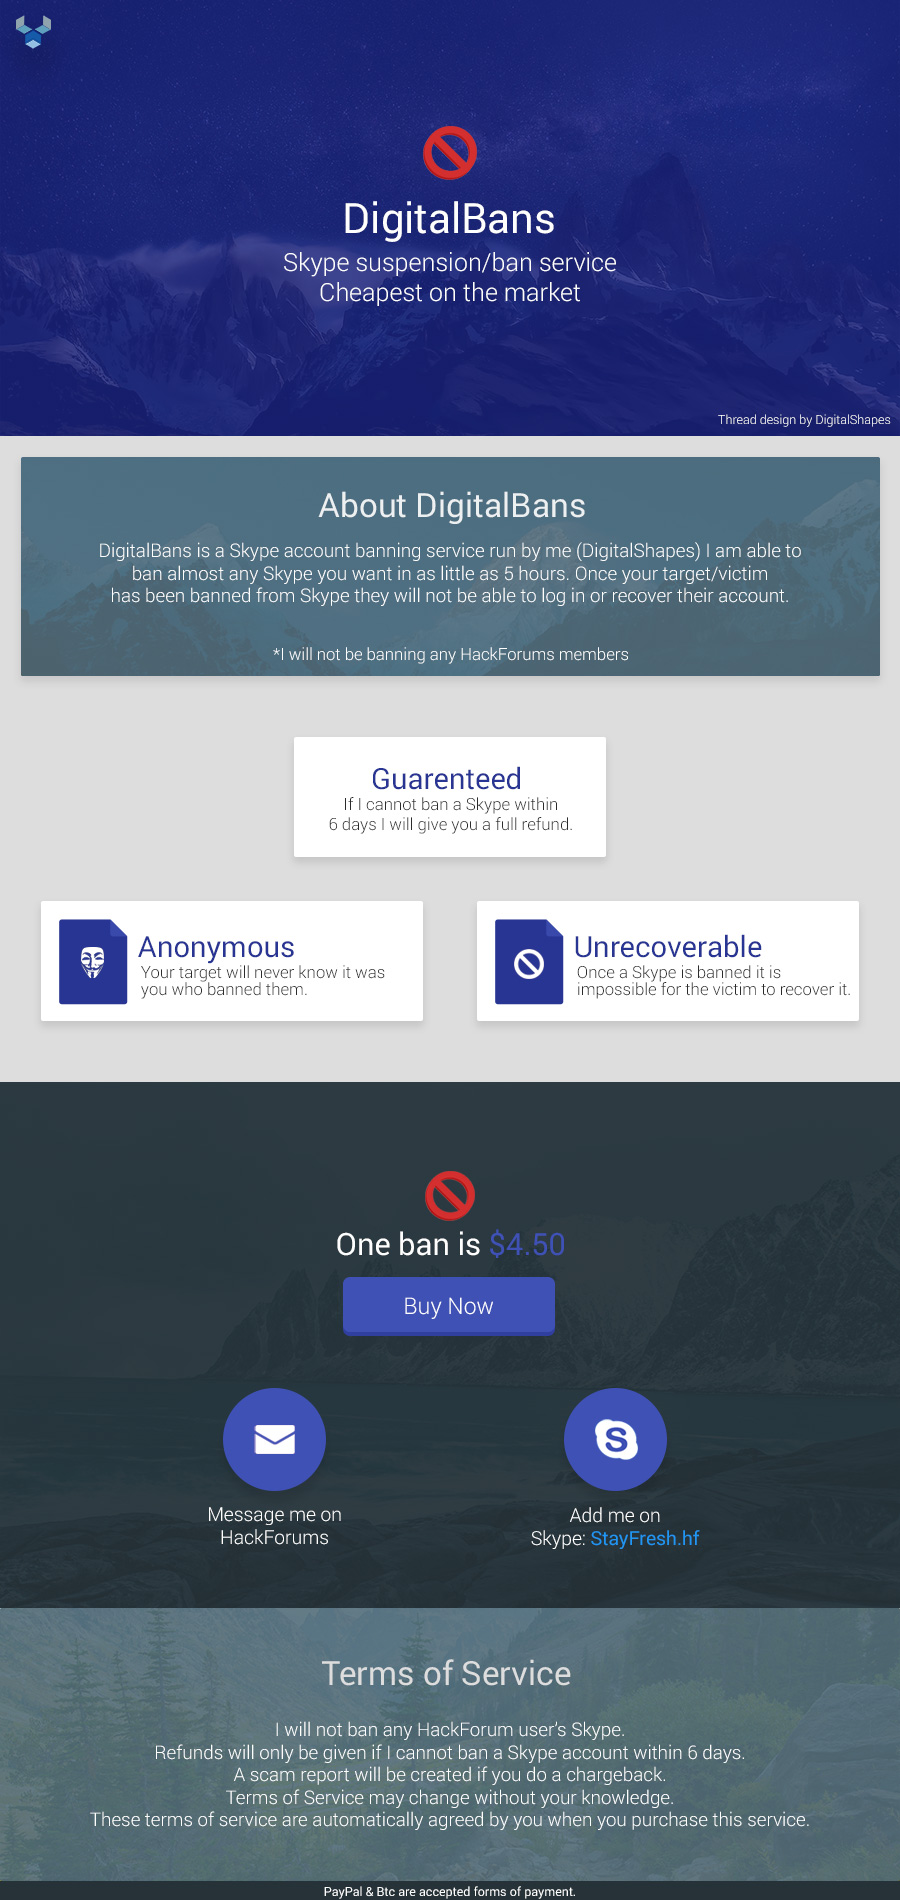 DigitalBans
Skype suspension/ban service
Cheapest on the market
Thread design by DigitalShapes
About DigitalBans
DigitalBans is a Skype account banning service run by me (DigitalShapes) I am able to
ban almost any Skype you want in as little as 5 hours. Once your target/victim
has been banned from Skype they will not be able to log in or recover their account.
*I will not be banning any HackForums members
Guarenteed
If I cannot ban a Skype within
6 days I will give you a full refund.
Anonymous
Your target will never know it was
you who banned them.
Unrecoverable
Once a Skype is banned it is
impossible for the victim to recover it.
One ban is $4.50
Buy Now
Message me on
HackForums
Add me on
Skype: StayFresh.hf
Terms of Service
I will not ban any HackForum user's Skype.
Refunds will only be given if I cannot ban a Skype account within 6 days.
A scam report will be created if you do a chargeback.
Terms of Service may change without your knowledge.
These terms of service are automatically agreed by you when you purchase this service.
PayPal & Btc are accepted forms of payment.